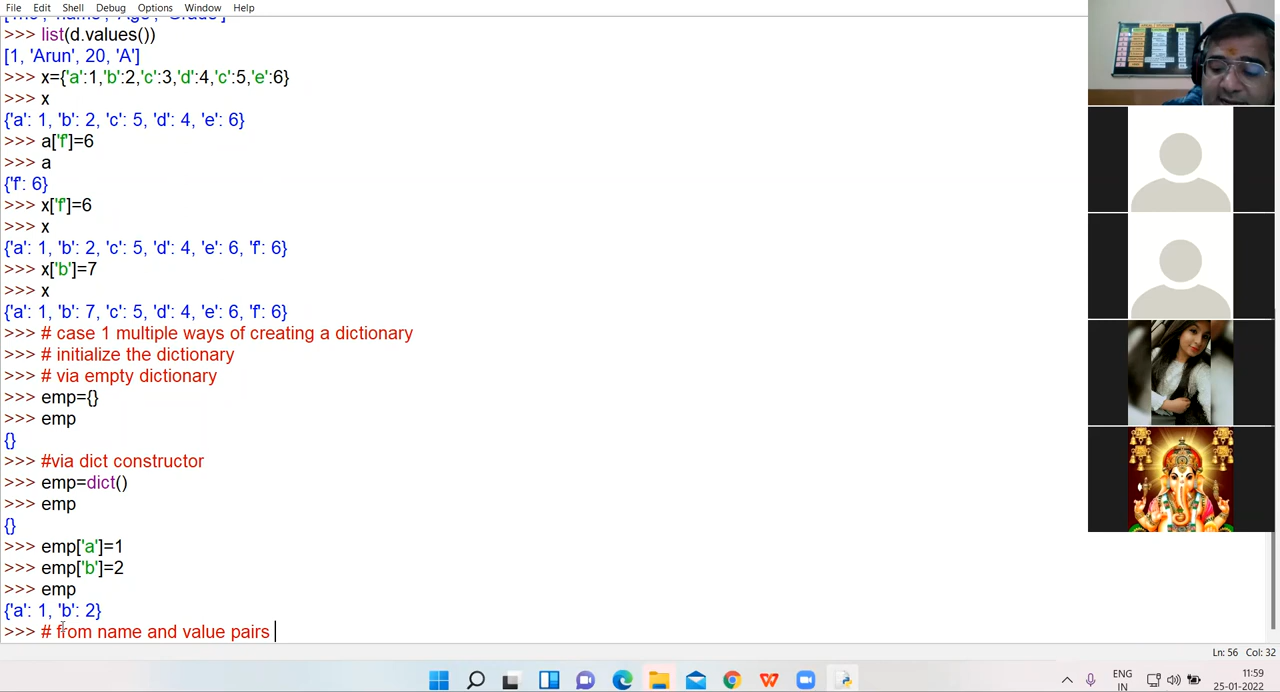 File Edit Shell Debug Options Window Help
>>> list(d.values())
[1, 'Arun', 20, 'A']
>>> x={'a':1,'b':2,'c':3,'d':4,'c':5,'e':6}
>>> x
{'a': 1, 'b': 2, 'c': 5, 'd': 4, 'e': 6}
>>> a['f']=6
>>> a
{'f': 6}
>>> x['f']=6
>>> x
{'a': 1, 'b': 2, 'c': 5, 'd': 4, 'e': 6, 'f': 6}
>>> x['b']=7
>>> x
{'a': 1, 'b': 7, 'c': 5, 'd': 4, 'e': 6, 'f': 6}
>>> # case 1 multiple ways of creating a dictionary
>>> # initialize the dictionary
>>> # via empty dictionary
>>> emp={}
>>> emp
{}
>>> #via dict constructor
>>> emp=dict()
>>> emp
{}
>>> emp['a']=1
>>> emp['b']=2
>>> emp
{'a': 1, 'b': 2}
>>> # from name and value pairs
Ln: 56 Col: 32
ENG
IN
11:59
25-01-2022